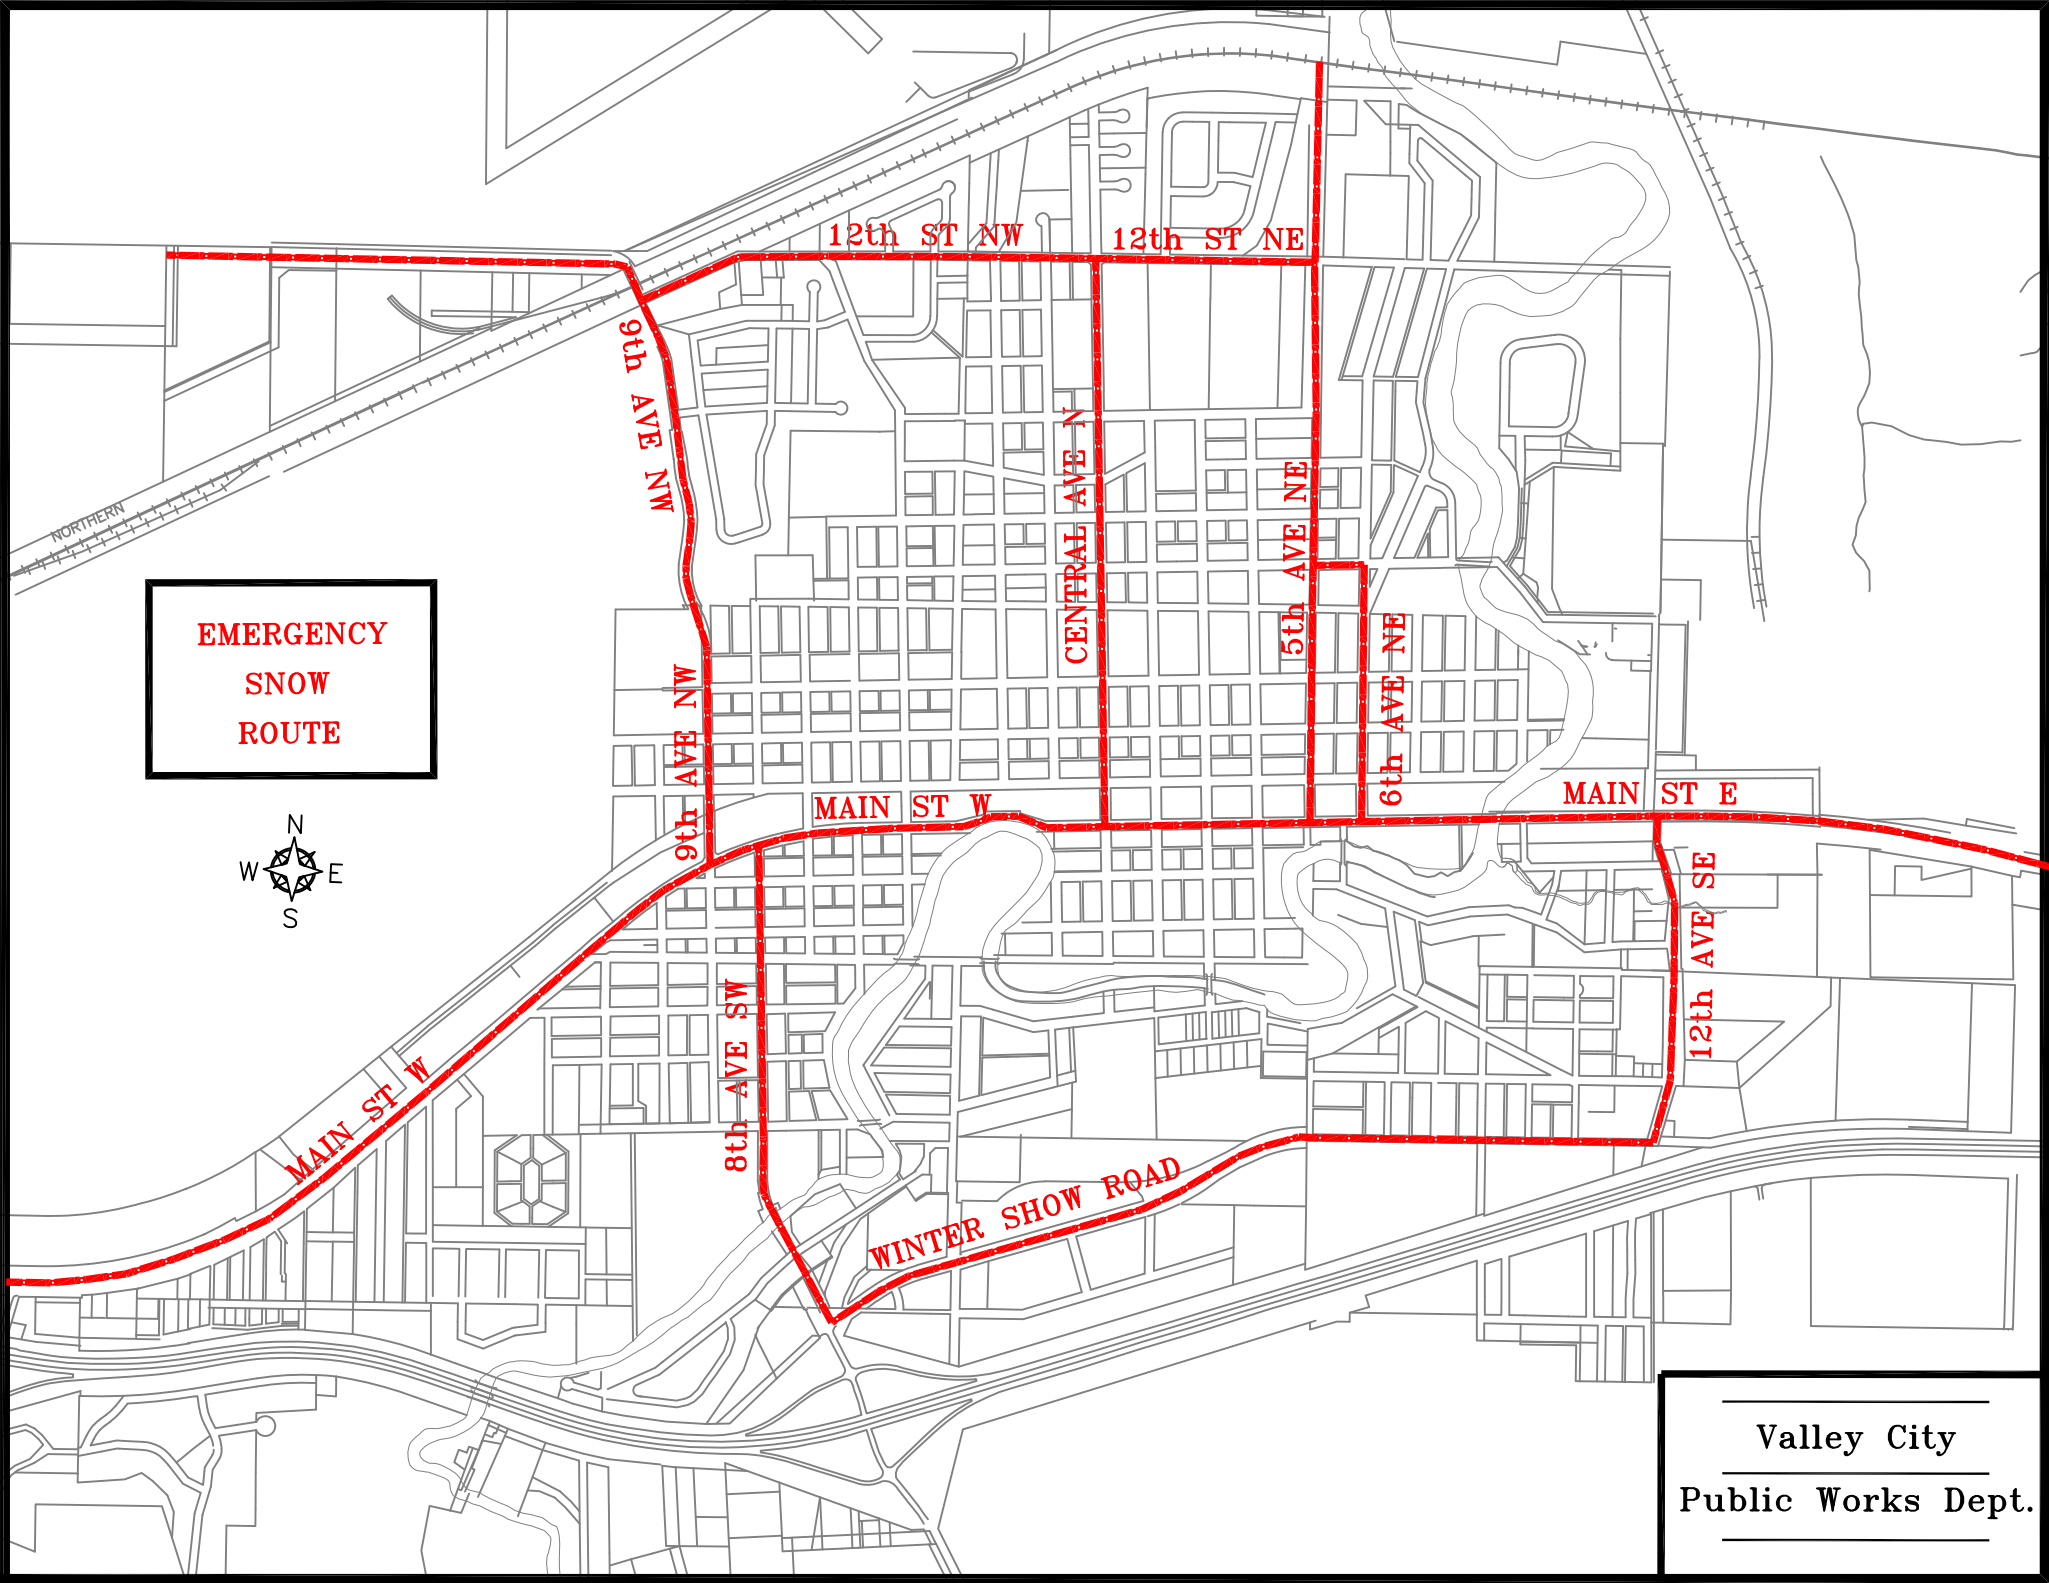 12th ST NW
12th ST NE
9th AVE NW
CENTRAL AVE N
5th AVE NE
NORTHERN
EMERGENCY
SNOW
ROUTE
9th AVE NW
6th AVE NE
MAIN ST W
MAIN ST E
N
W E
S
12th AVE SE
8th AVE SW
MAIN ST W
WINTER SHOW ROAD
Valley City
Public Works Dept.